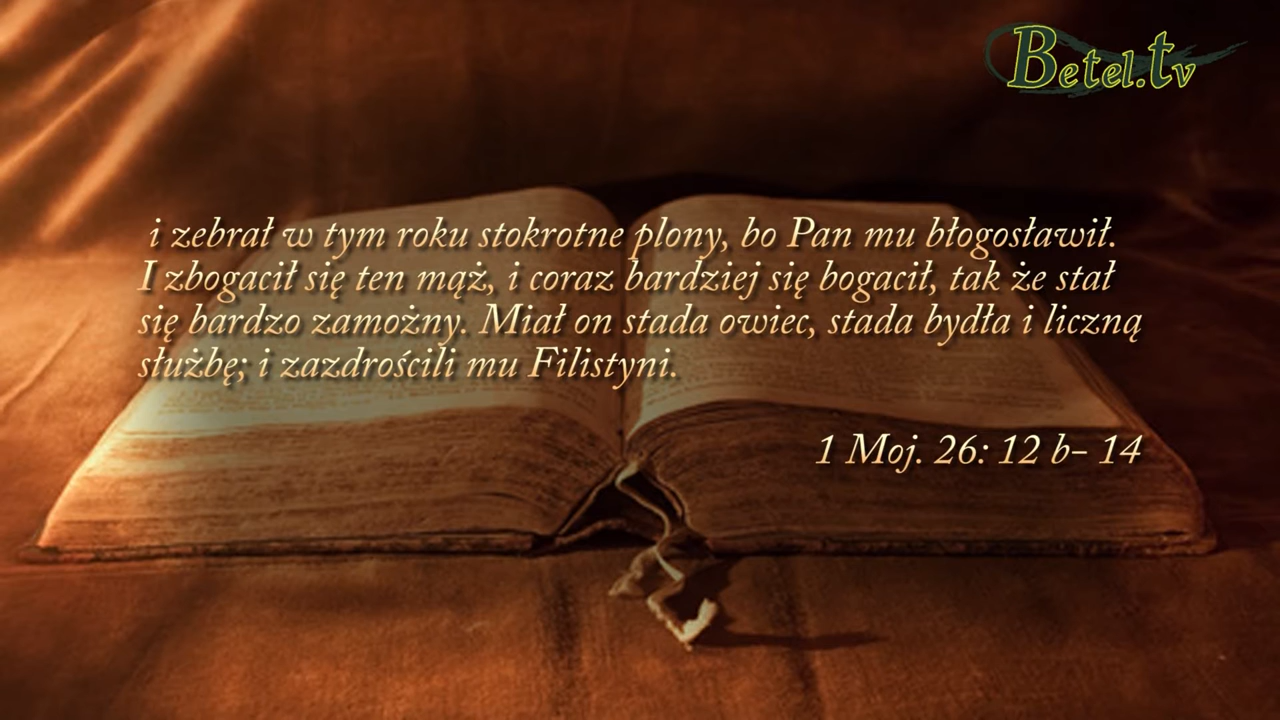 Betel.tv
i zebrał w tym roku stokrotne plony, bo Pan mu błogosławił.
I zbogacił się ten mąż, i coraz bardziej się bogacił, tak że stał
się bardzo zamożny. Miał on stada owiec, stada bydła i liczną
służbę; i zazdrościli mu Filistyni.
1 Moj. 26: 12 b- 14